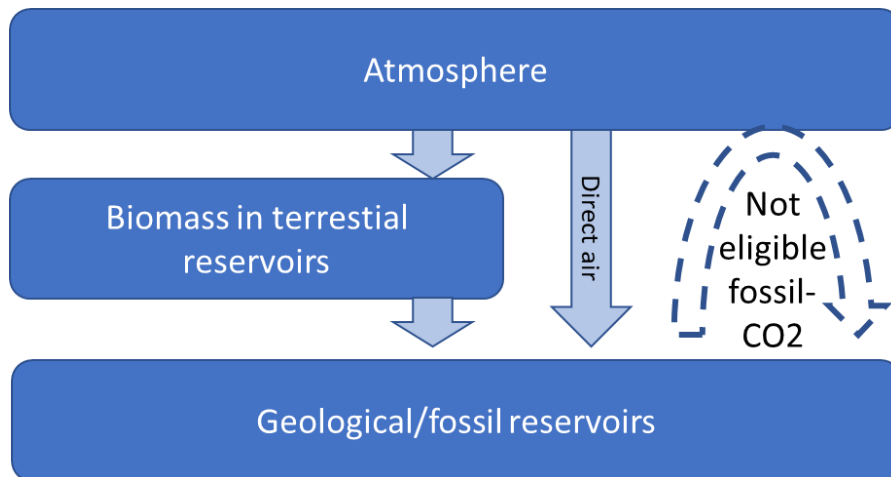 Atmosphere
Biomass in terrestial
reservoirs
Direct air
Not
eligible
fossil-
CO2
Geological/fossil reservoirs